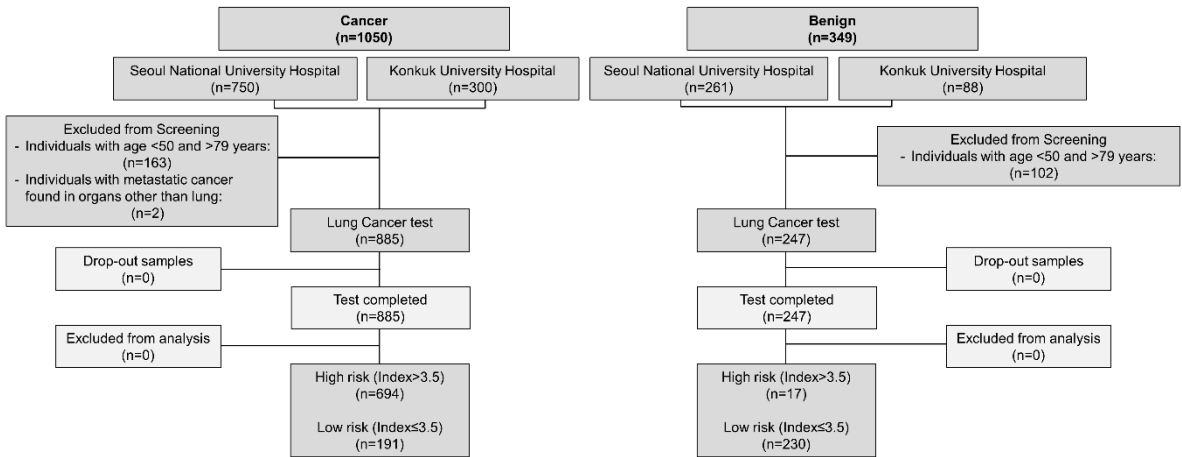 Cancer
(n=1050)
Seoul National University Hospital
(n=750)
Konkuk University Hospital
(n=300)
Excluded from Screening
- Individuals with age <50 and >79 years:
(n=163)
- Individuals with metastatic cancer
found in organs other than lung:
(n=2)
Lung Cancer test
(n=885)
Drop-out samples
(n=0)
Test completed
(n=885)
Excluded from analysis
(n=0)
High risk (Index>3.5)
(n=694)
Low risk (Index≤3.5)
(n=191)
Benign
(n=349)
Seoul National University Hospital
(n=261)
Konkuk University Hospital
(n=88)
Excluded from Screening
- Individuals with age <50 and >79 years:
(n=102)
Lung Cancer test
(n=247)
Drop-out samples
(n=0)
Test completed
(n=247)
Excluded from analysis
(n=0)
High risk (Index>3.5)
(n=17)
Low risk (Index≤3.5)
(n=230)